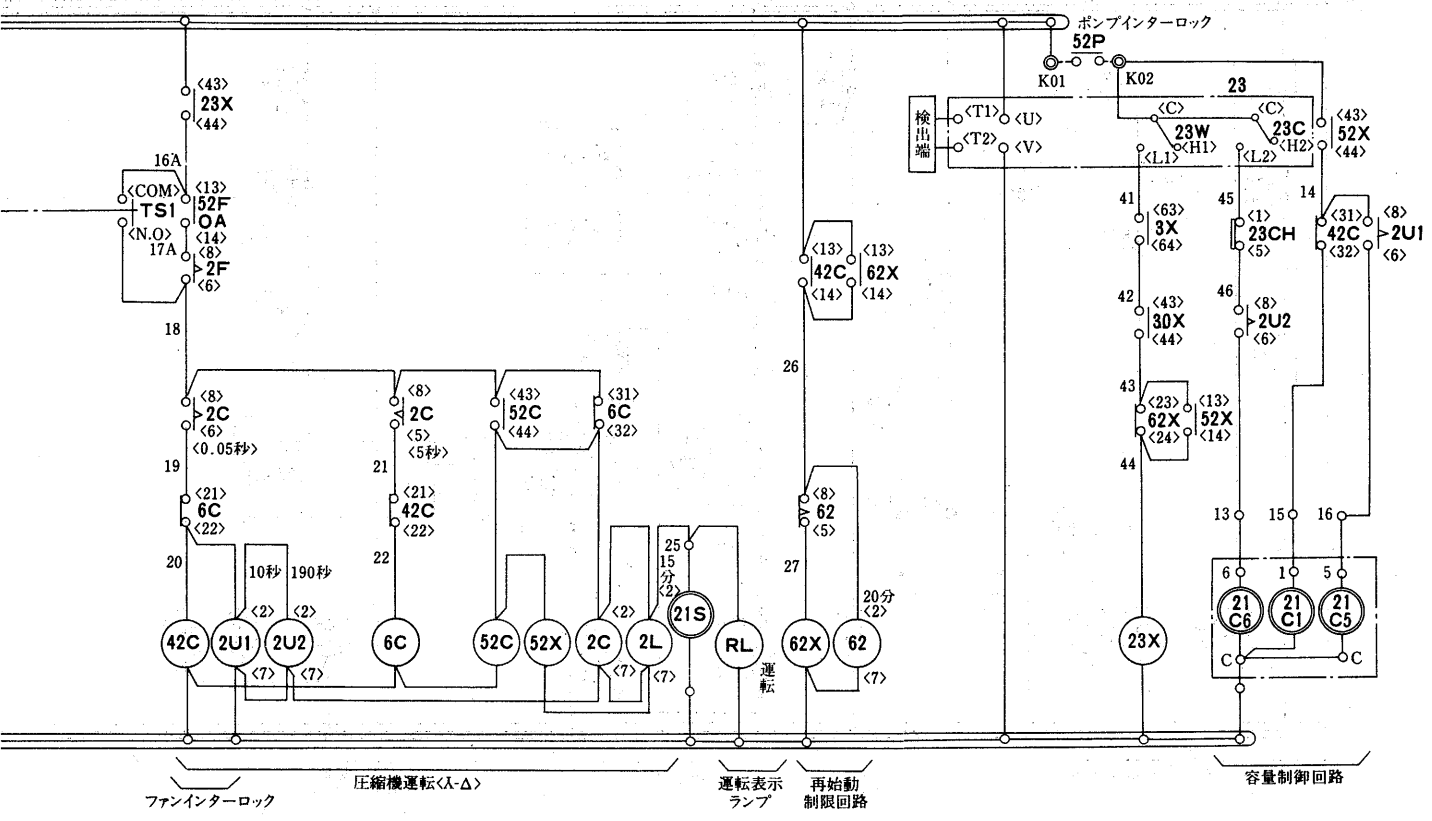 ポンプインターロック
52P
K01
K02
<43>
23X
<44>
16A
<COM>
TS1
<N.O>
17A
<13>
52F
OA
<14>
<8>
2F
<6>
18
<8>
2C
<6>
<0.05秒>
19
<21>
6C
<22>
20
<8>
2C
<5>
<5秒>
21
<21>
42C
<22>
22
<43>
52C
<44>
<31>
6C
<32>
10秒
190秒
<2>
<2>
<2>
15分
<2>
25
42C
2U1
2U2
6C
52C
52X
2C
2L
21S
RL
運転
<7>
<7>
<7>
<7>
<13>
42C
<14>
<13>
62X
<14>
26
<8>
62
<5>
27
20分
<2>
62X
62
<7>
検出端
<T1>
<T2>
<U>
<V>
23
<C>
23W
<H1>
<L1>
<C>
23C
<H2>
<L2>
<43>
52X
<44>
41
<63>
3X
<64>
42
<43>
30X
<44>
43
<23>
62X
<24>
<13>
52X
<14>
44
23X
45
<1>
23CH
<5>
46
<8>
2U2
<6>
14
<31>
42C
<32>
<8>
2U1
<6>
13
15
16
6
1
5
21
C6
21
C1
21
C5
C
C
ファンインターロック
圧縮機運転<人-Δ>
運転表示
ランプ
再始動
制限回路
容量制御回路